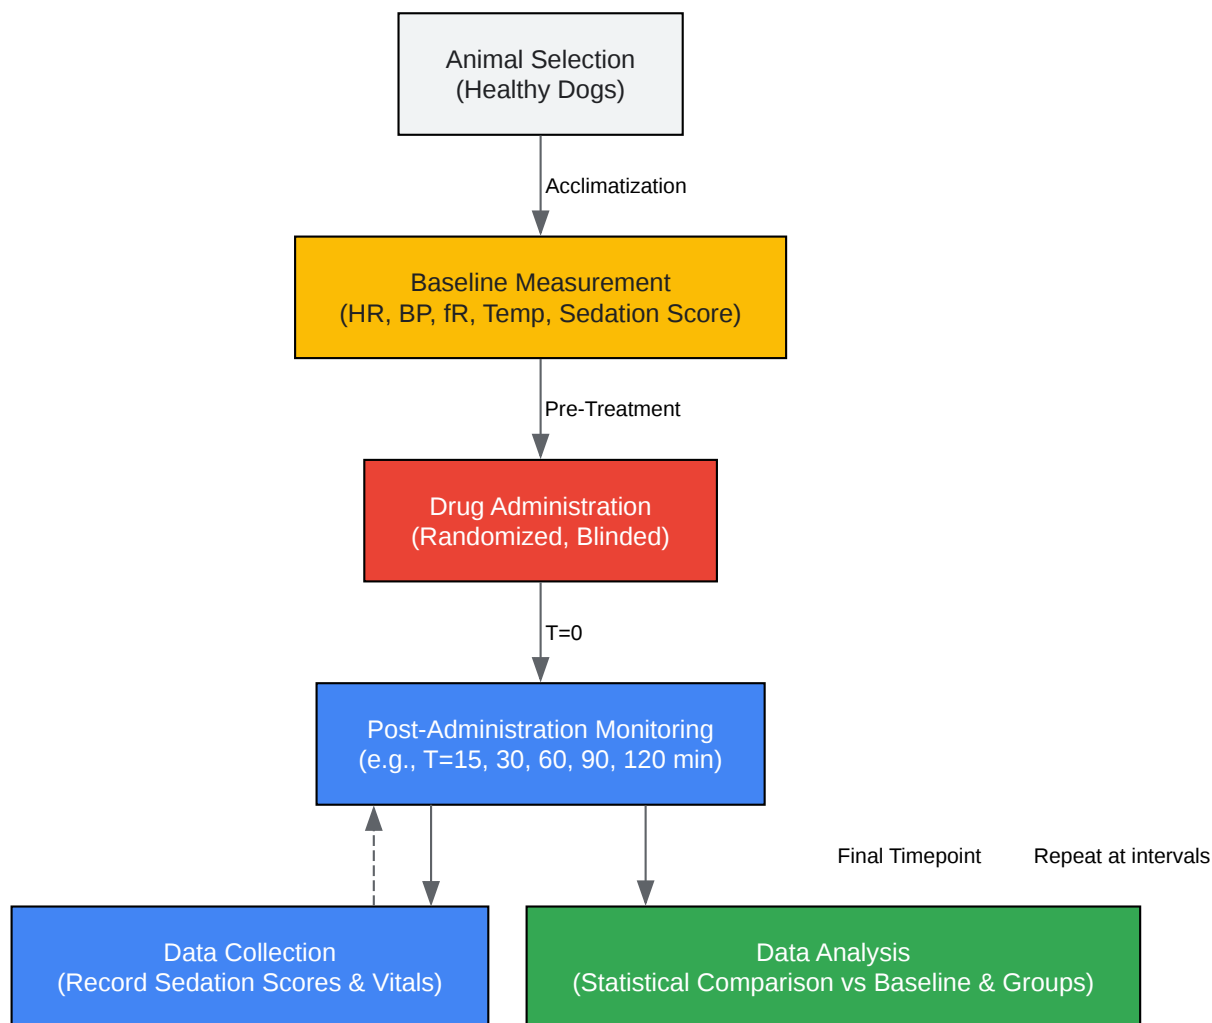 Animal Selection
(Healthy Dogs)
Acclimatization
Baseline Measurement
(HR, BP, fR, Temp, Sedation Score)
Pre-Treatment
Drug Administration
(Randomized, Blinded)
T=0
Post-Administration Monitoring
(e.g., T=15, 30, 60, 90, 120 min)
Final Timepoint
Repeat at intervals
Data Collection
(Record Sedation Scores & Vitals)
Data Analysis
(Statistical Comparison vs Baseline & Groups)